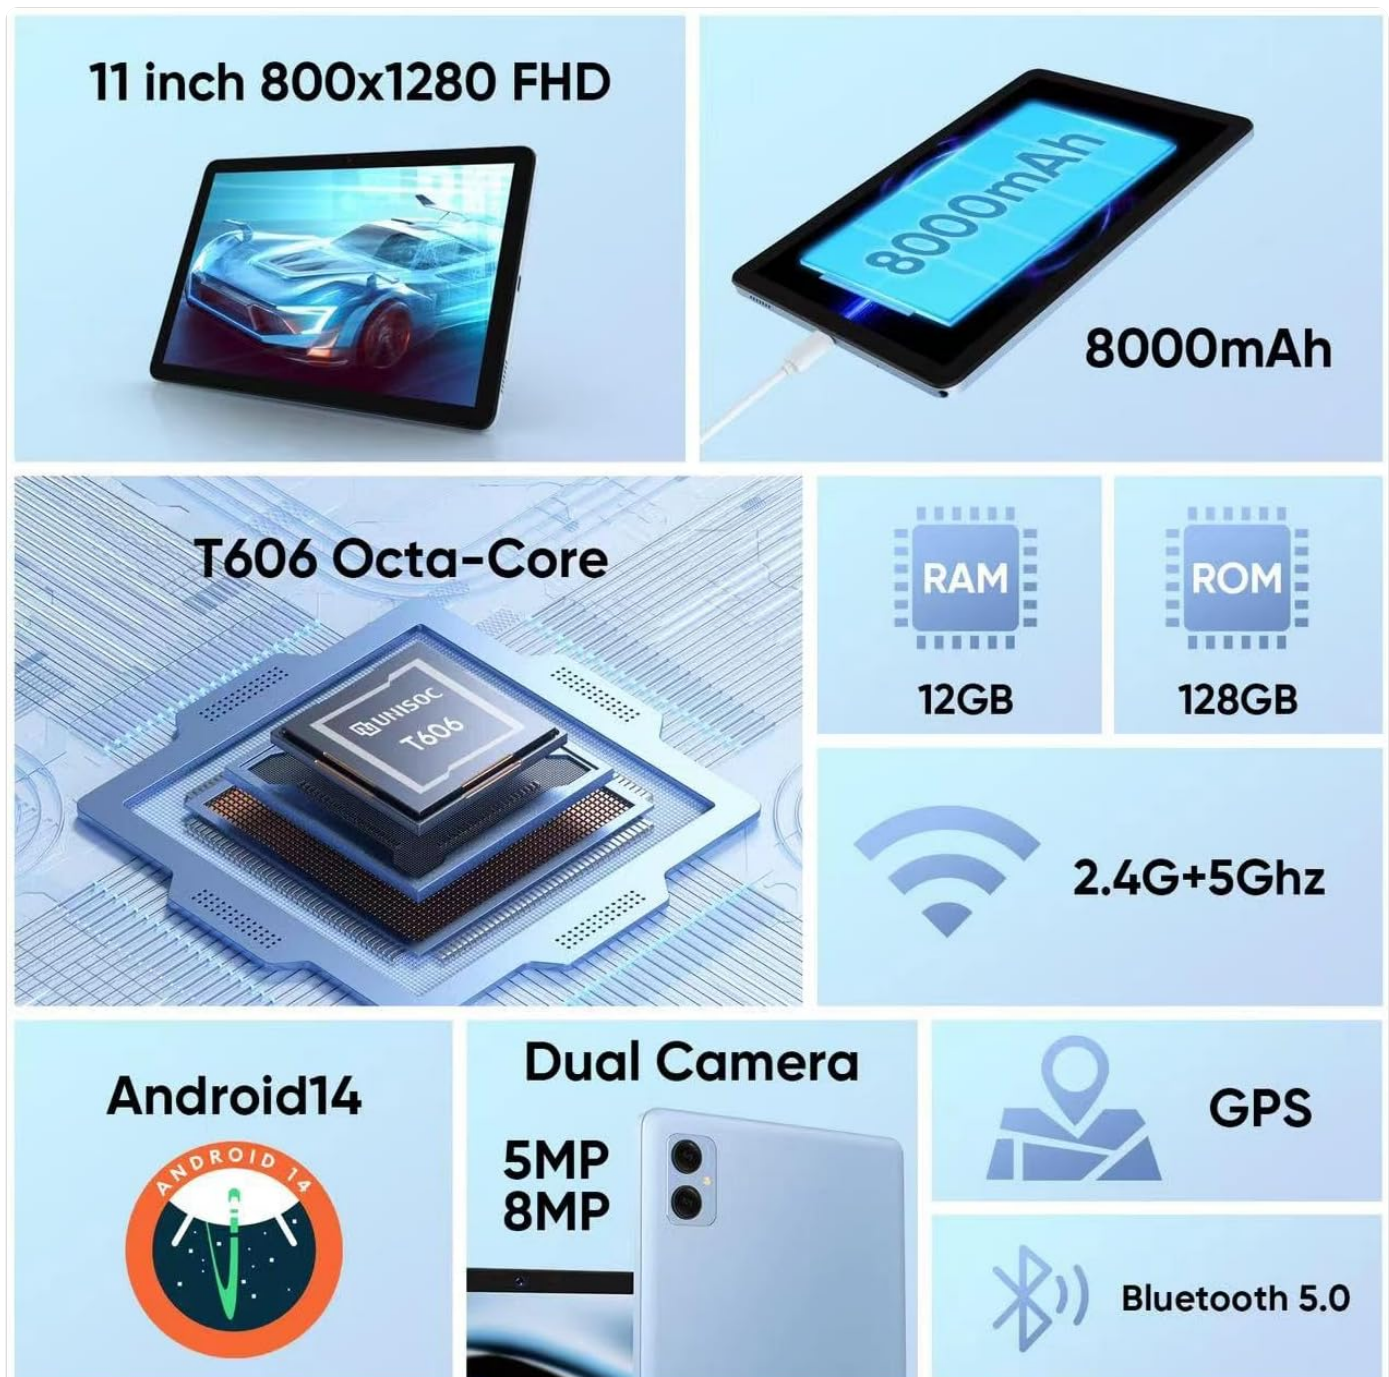 11 inch 800x1280 FHD
8000mAh
8000mAh
T606 Octa-Core
UNISOC
T606
RAM
12GB
ROM
128GB
2.4G+5Ghz
Android14
ANDROID 14
Dual Camera
5MP
8MP
GPS
Bluetooth 5.0